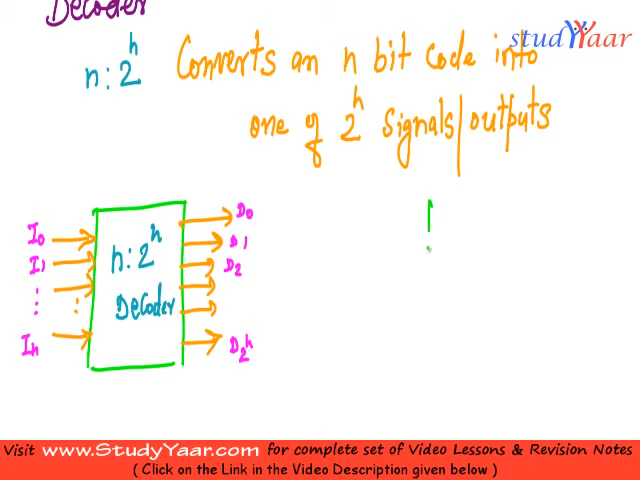 Decoder
studYYaar
n:2^n Converts an n bit code into
one of 2^n Signals/outputs
I0
I1
In
n:2^n
Decoder
D0
D1
D2
D2^n
Visit www.StudyYaar.com for complete set of Video Lessons & Revision Notes
( Click on the Link in the Video Description given below )